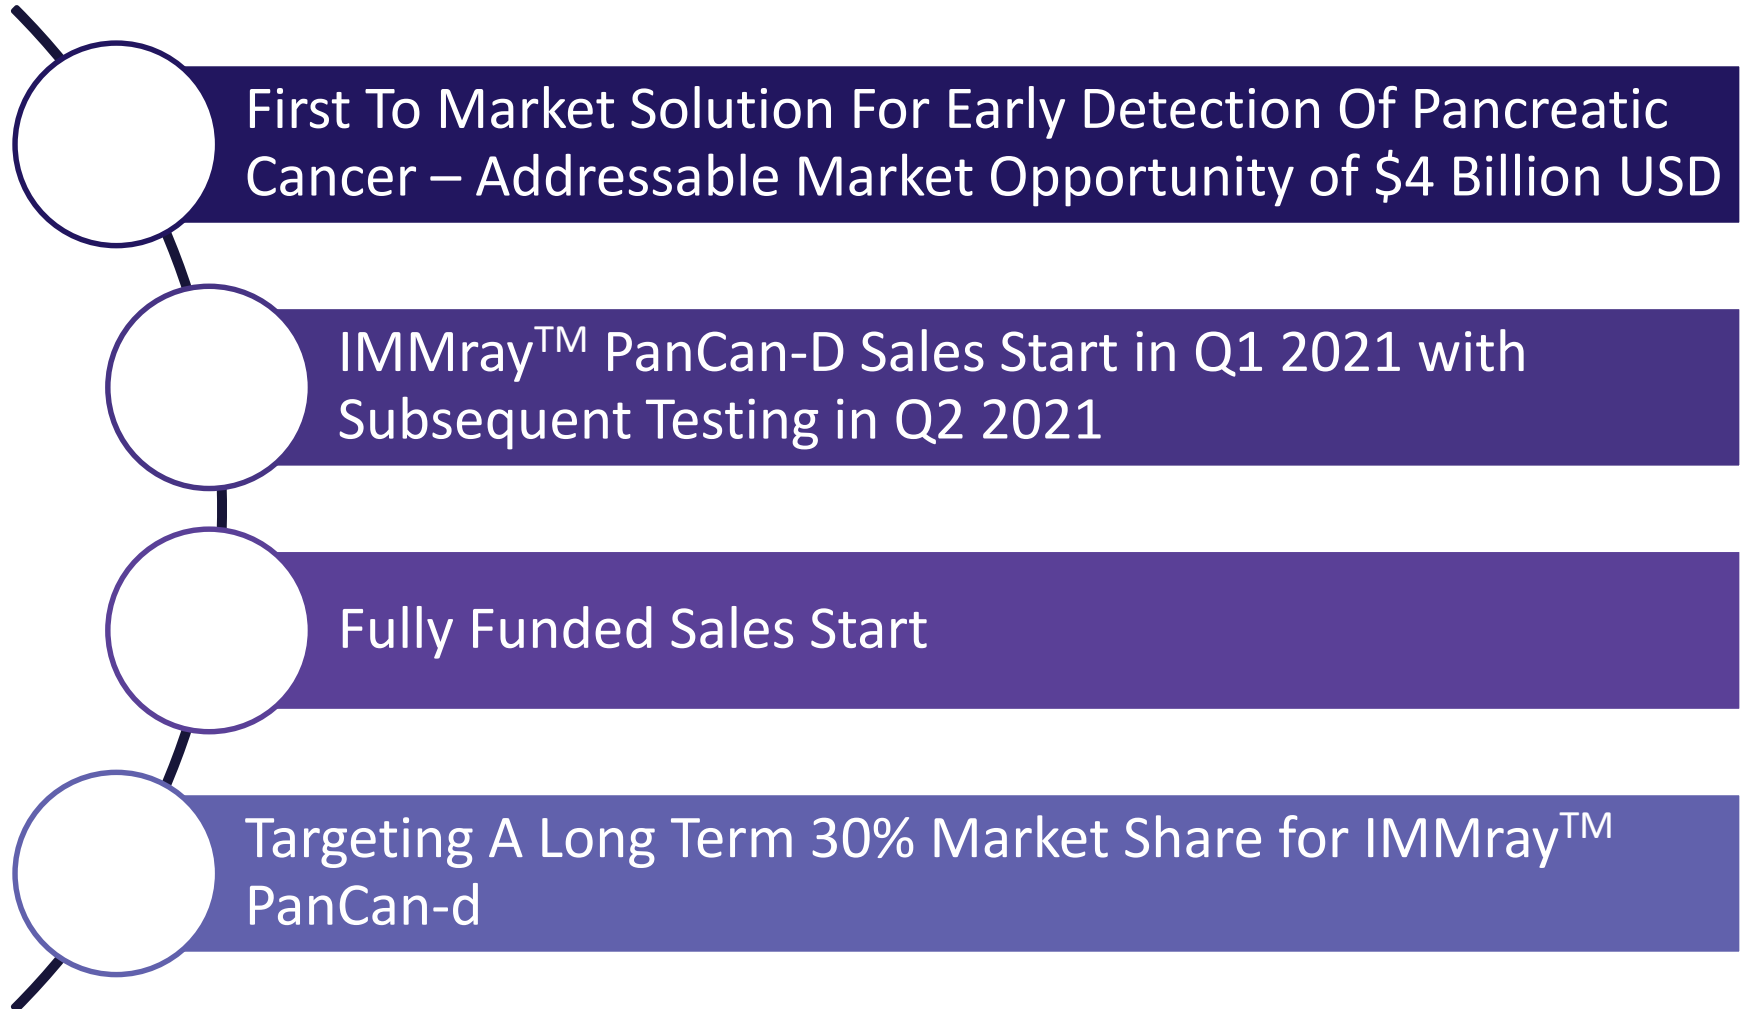 First To Market Solution For Early Detection Of Pancreatic
Cancer – Addressable Market Opportunity of $4 Billion USD
IMMray™ PanCan-D Sales Start in Q1 2021 with
Subsequent Testing in Q2 2021
Fully Funded Sales Start
Targeting A Long Term 30% Market Share for IMMray™
PanCan-d